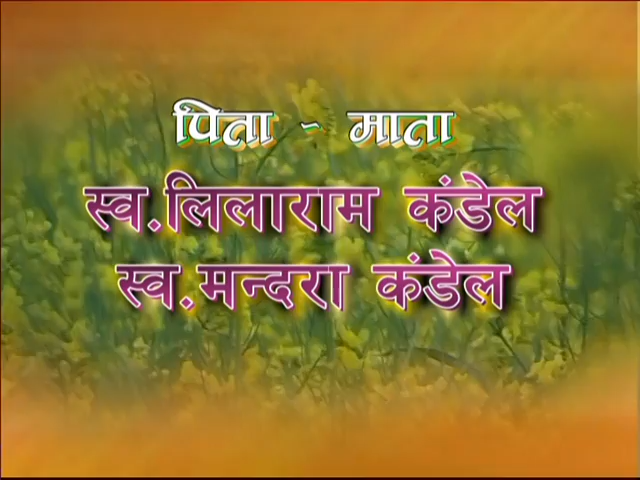 पिता - माता
स्व.लिलाराम कंडेल
स्व.मन्दरा कंडेल